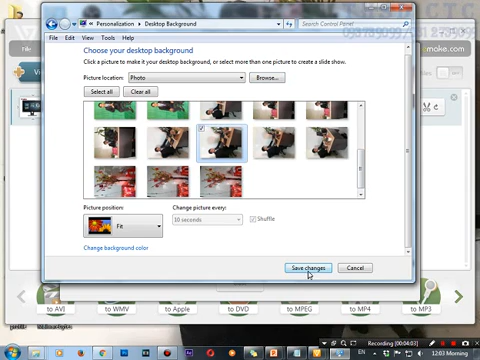 Personalization ▸ Desktop Background
Search Control Panel
File Edit View Tools Help
Choose your desktop background
Click a picture to make it your desktop background, or select more than one picture to create a slide show.
Picture location: Photo Browse...
Select all Clear all
Picture position:
Change picture every:
Fit
10 seconds
Shuffle
Change background color
Save changes Cancel
to AVI to WMV to Apple to DVD to MPEG to MP4 to MP3
Recording [00:04:03]
EN
12:03 Morning